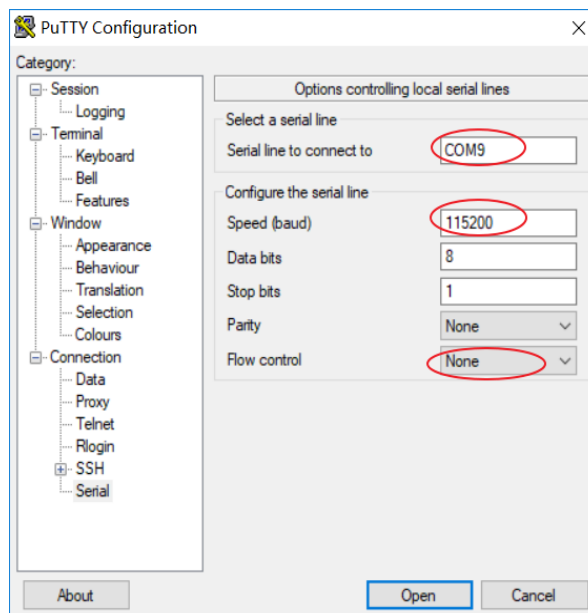 PuTTY Configuration
Category:
Session
Logging
Terminal
Keyboard
Bell
Features
Window
Appearance
Behaviour
Translation
Selection
Colours
Connection
Data
Proxy
Telnet
Rlogin
SSH
Serial
Options controlling local serial lines
Select a serial line
Serial line to connect to COM9
Configure the serial line
Speed (baud) 115200
Data bits 8
Stop bits 1
Parity None
Flow control None
About Open Cancel